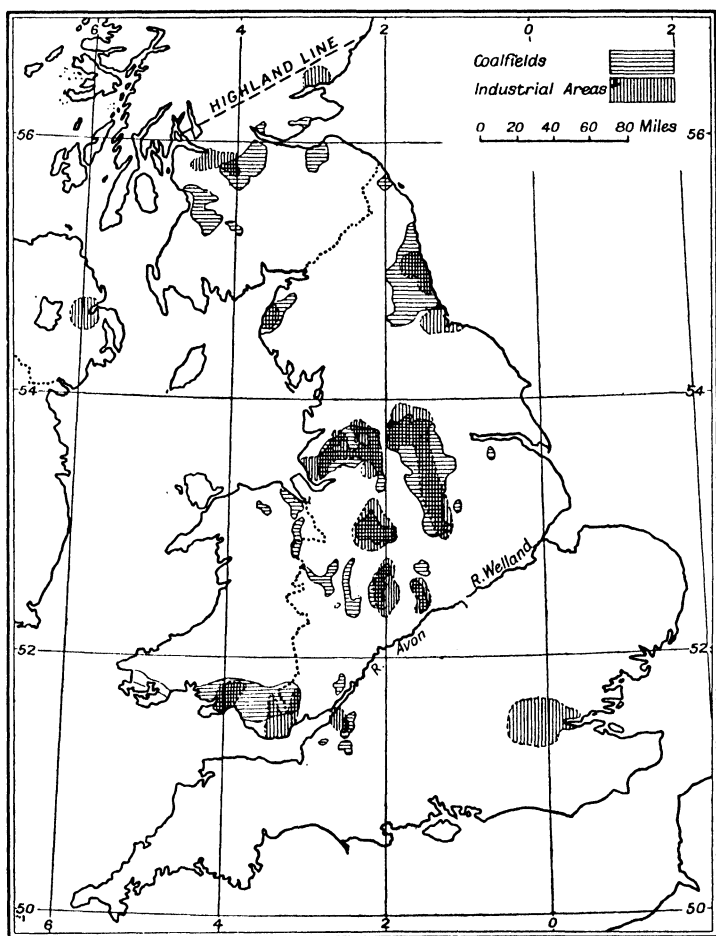 6 4 2 0 2
HIGHLAND LINE
Coalfields
Industrial Areas
0 20 40 60 80 Miles
56 56
54 54
R. Welland
R. Avon
52 52
50 50
6 4 2 0